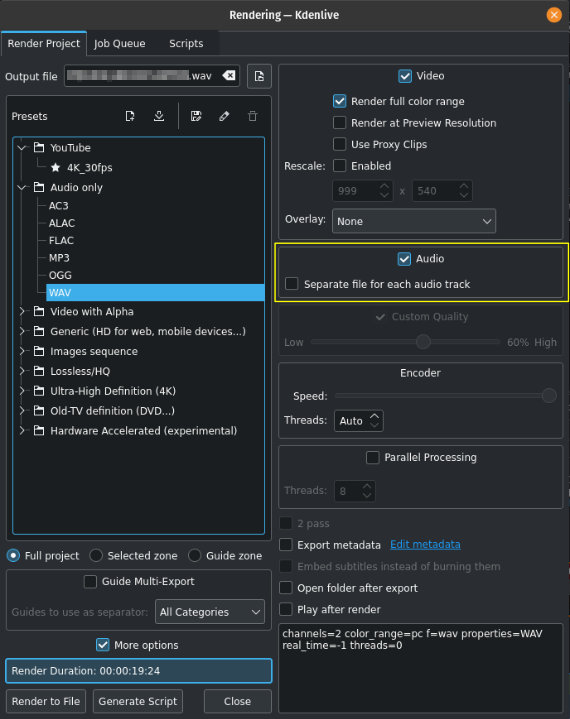 Rendering — Kdenlive
Render Project
Job Queue
Scripts
Output file
.wav
Presets
YouTube
4K_30fps
Audio only
AC3
ALAC
FLAC
MP3
OGG
WAV
Video with Alpha
Generic (HD for web, mobile devices...)
Images sequence
Lossless/HQ
Ultra-High Definition (4K)
Old-TV definition (DVD...)
Hardware Accelerated (experimental)
Full project
Selected zone
Guide zone
Guide Multi-Export
Guides to use as separator:
All Categories
More options
Render Duration: 00:00:19:24
Render to File
Generate Script
Close
Video
Render full color range
Render at Preview Resolution
Use Proxy Clips
Rescale:
Enabled
999 x 540
Overlay:
None
Audio
Separate file for each audio track
Custom Quality
Low
60% High
Encoder
Speed:
Threads:
Auto
Parallel Processing
Threads:
8
2 pass
Export metadata
Edit metadata
Embed subtitles instead of burning them
Open folder after export
Play after render
channels=2 color_range=pc f=wav properties=WAV
real_time=-1 threads=0